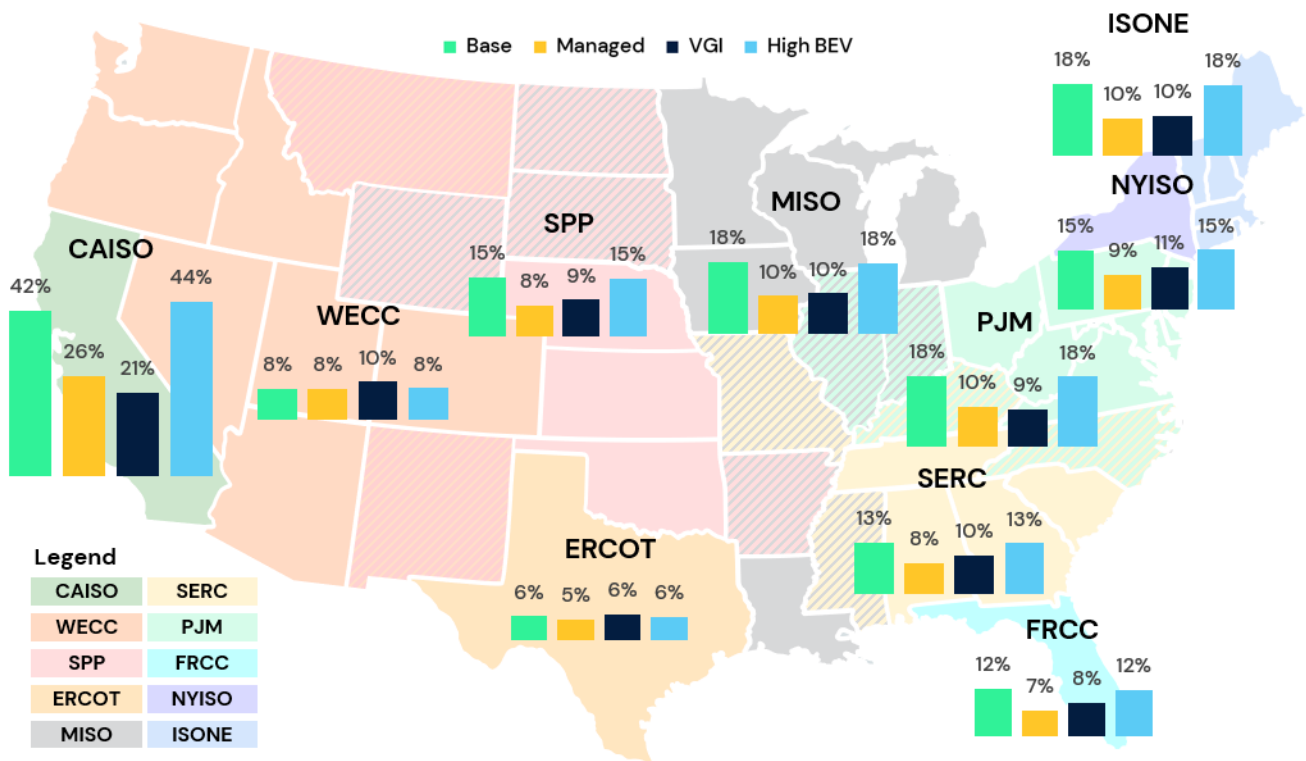 Base Managed VGI High BEV
ISONE
18% 10% 10% 18%
NYISO
15% 9% 11% 15%
MISO
18% 10% 10% 18%
SPP
15% 8% 9% 15%
CAISO
42% 26% 21% 44%
WECC
8% 8% 10% 8%
PJM
18% 10% 9% 18%
SERC
13% 8% 10% 13%
ERCOT
6% 5% 6% 6%
FRCC
12% 7% 8% 12%
Legend
CAISO SERC
WECC PJM
SPP FRCC
ERCOT NYISO
MISO ISONE